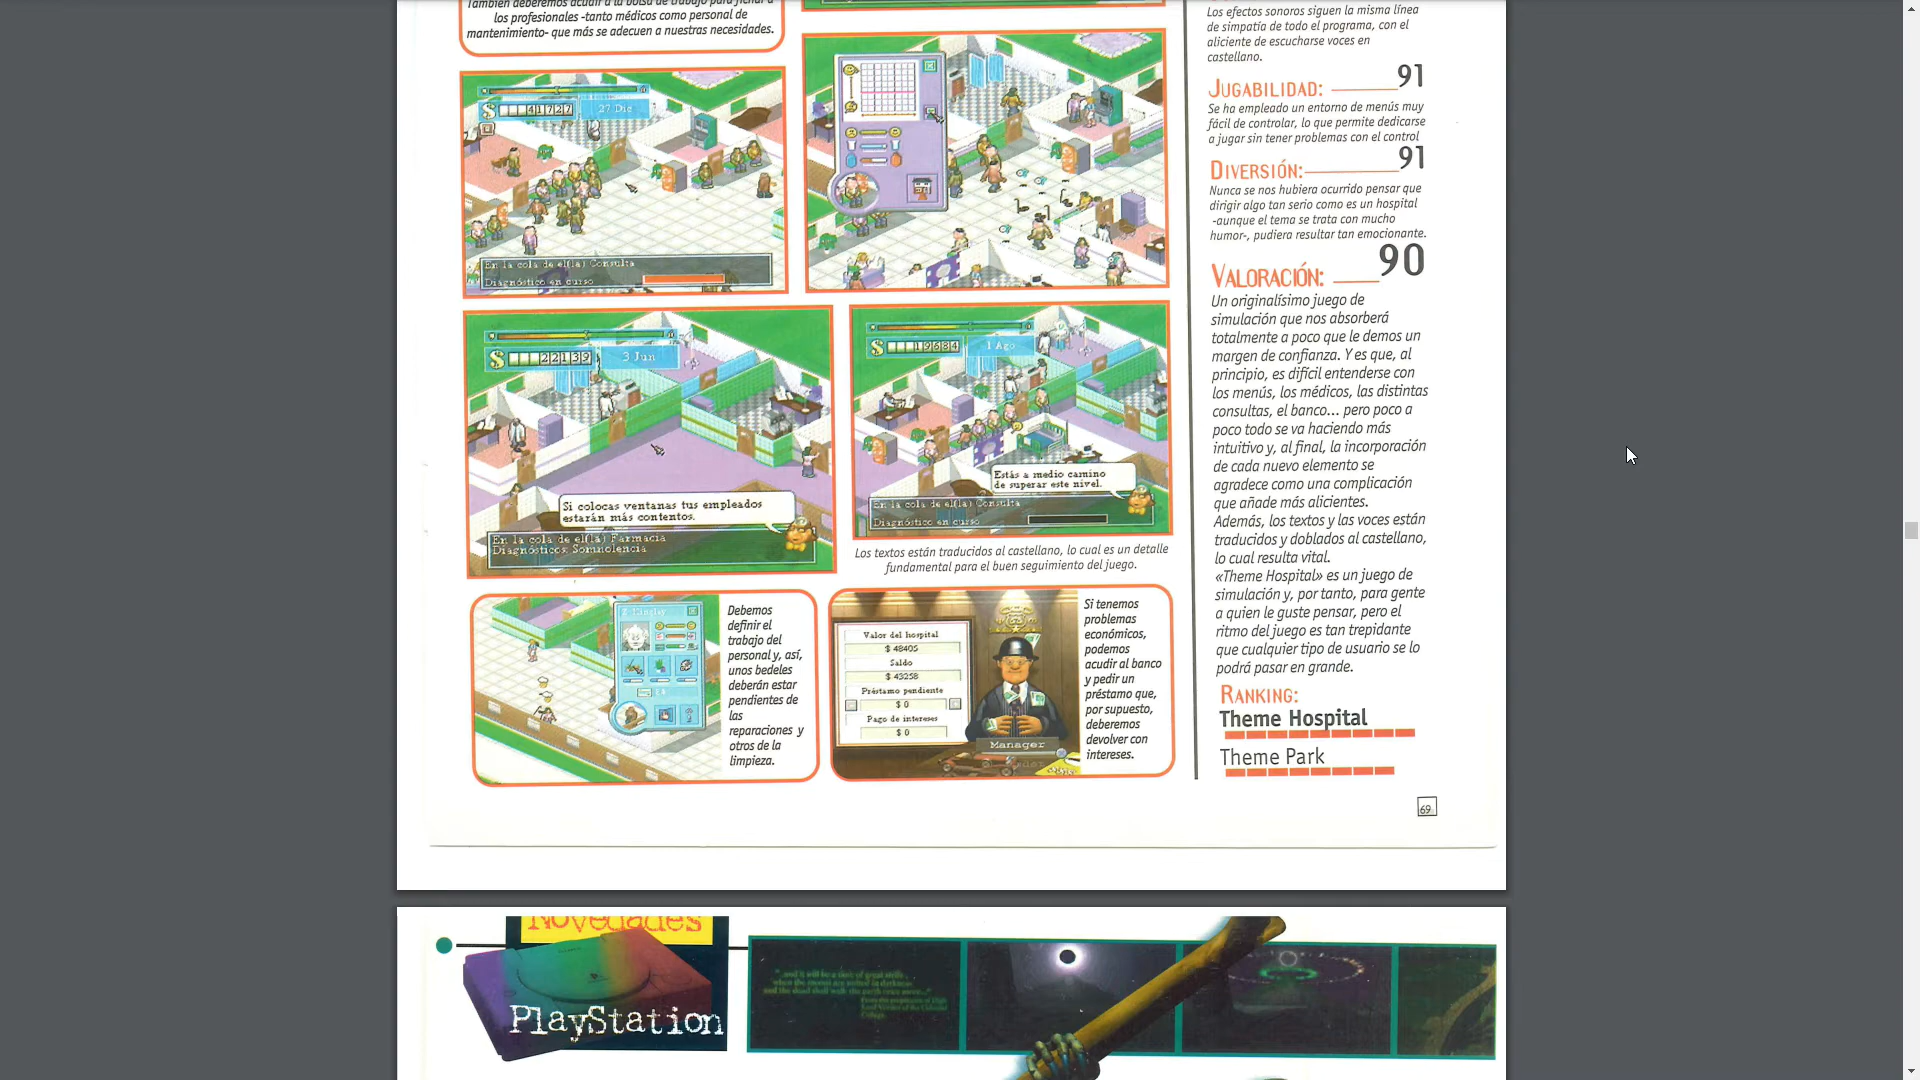 También deberemos acudir a la bolsa de trabajo para fichar a
los profesionales -tanto médicos como personal de
mantenimiento- que más se adecuen a nuestras necesidades.
$ 41727
27 Dic
En la cola de el(la) Consulta
Diagnóstico en curso
$ 22139
3 Jun
Si colocas ventanas tus empleados
estarán más contentos.
En la cola de el(la) Farmacia
Diagnóstico: Somnolencia
$ 19684
1 Ago
Estás a medio camino
de superar este nivel.
En la cola de el(la) Consulta
Diagnóstico en curso
Los textos están traducidos al castellano, lo cual es un detalle
fundamental para el buen seguimiento del juego.
Debemos
definir el
trabajo del
personal y, así,
unos bedeles
deberán estar
pendientes de
las
reparaciones y
otros de la
limpieza.
Valor del hospital
$ 48405
Saldo
$ 43258
Préstamo pendiente
$ 0
Pago de intereses
$ 0
Manager
Si tenemos
problemas
económicos,
podemos
acudir al banco
y pedir un
préstamo que,
por supuesto,
deberemos
devolver con
intereses.
Los efectos sonoros siguen la misma línea
de simpatía de todo el programa, con el
aliciente de escucharse voces en
castellano.
JUGABILIDAD: 91
Se ha empleado un entorno de menús muy
fácil de controlar, lo que permite dedicarse
a jugar sin tener problemas con el control
DIVERSIÓN: 91
Nunca se nos hubiera ocurrido pensar que
dirigir algo tan serio como es un hospital
-aunque el tema se trata con mucho
humor-, pudiera resultar tan emocionante.
VALORACIÓN: 90
Un originalísimo juego de
simulación que nos absorberá
totalmente a poco que le demos un
margen de confianza. Y es que, al
principio, es difícil entenderse con
los menús, los médicos, las distintas
consultas, el banco... pero poco a
poco todo se va haciendo más
intuitivo y, al final, la incorporación
de cada nuevo elemento se
agradece como una complicación
que añade más alicientes.
Además, los textos y las voces están
traducidos y doblados al castellano,
lo cual resulta vital.
«Theme Hospital» es un juego de
simulación y, por tanto, para gente
a quien le guste pensar, pero el
ritmo del juego es tan trepidante
que cualquier tipo de usuario se lo
podrá pasar en grande.
RANKING:
Theme Hospital
Theme Park
69
Novedades
PlayStation